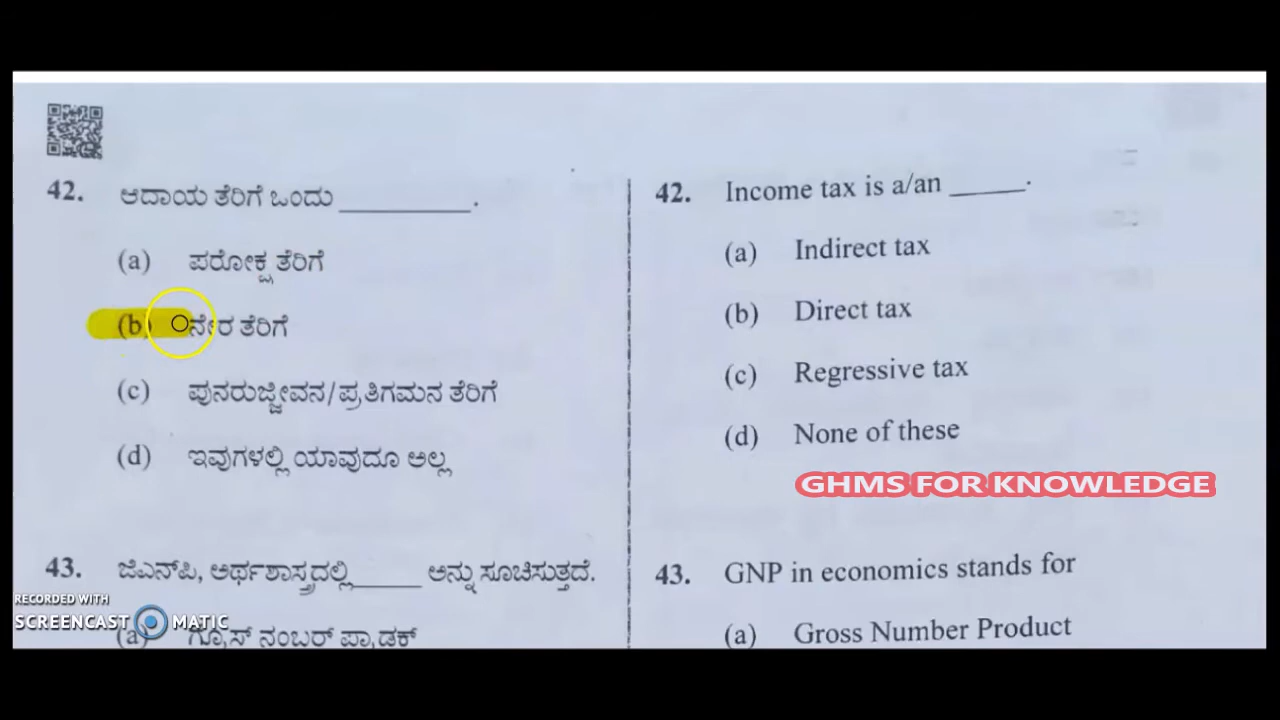 42. ಆದಾಯ ತೆರಿಗೆ ಒಂದು __________.
(a) ಪರೋಕ್ಷ ತೆರಿಗೆ
(b) ನೇರ ತೆರಿಗೆ
(c) ಪುನರುಜ್ಜೀವನ/ಪ್ರತಿಗಮನ ತೆರಿಗೆ
(d) ಇವುಗಳಲ್ಲಿ ಯಾವುದೂ ಅಲ್ಲ
43. ಜಿಎನ್‌ಪಿ, ಅರ್ಥಶಾಸ್ತ್ರದಲ್ಲಿ_____ ಅನ್ನು ಸೂಚಿಸುತ್ತದೆ.
(a) ಗ್ರೂಸ್ ನಂಬರ್ ಪ್ರಾಡಕ್ಟ್
42. Income tax is a/an ______.
(a) Indirect tax
(b) Direct tax
(c) Regressive tax
(d) None of these
GHMS FOR KNOWLEDGE
43. GNP in economics stands for
(a) Gross Number Product
RECORDED WITH
SCREENCAST MATIC